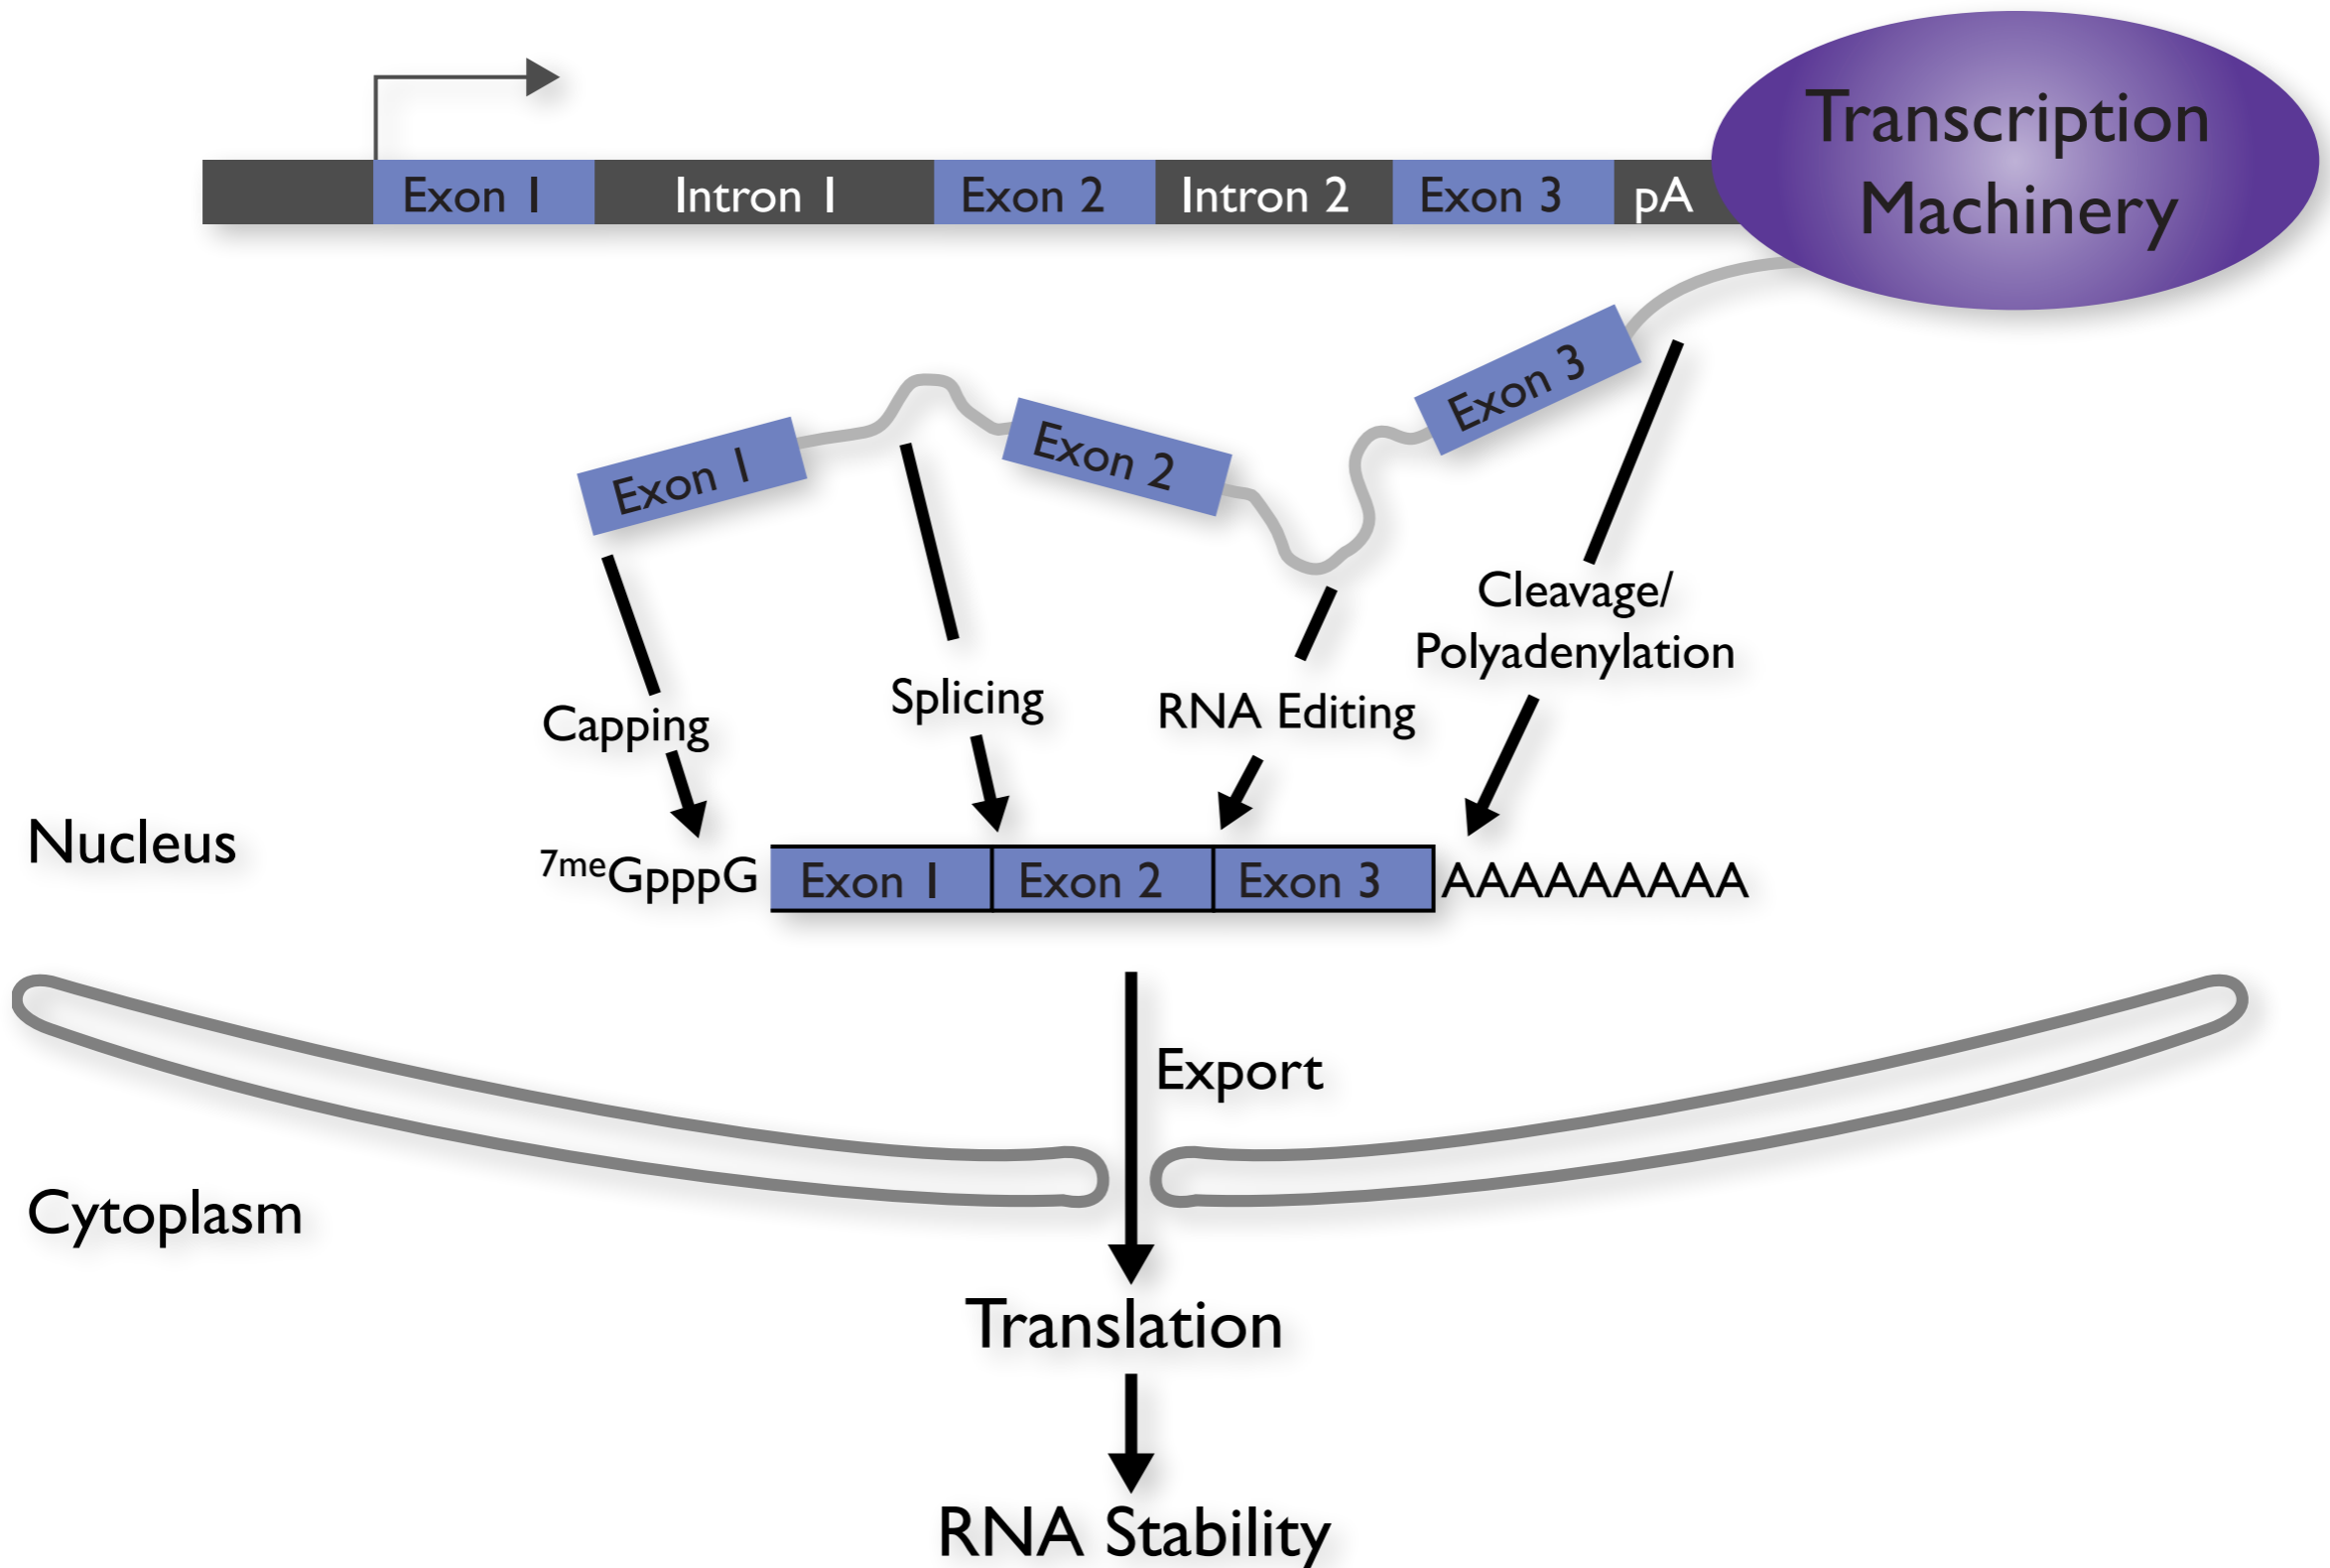 Transcription
Machinery
Exon 1 Intron 1 Exon 2 Intron 2 Exon 3 pA
Exon 1
Exon 2
Exon 3
Cleavage/
Polyadenylation
Capping
Splicing
RNA Editing
Nucleus
7meGpppG Exon 1 Exon 2 Exon 3 AAAAAAAAA
Export
Cytoplasm
Translation
RNA Stability